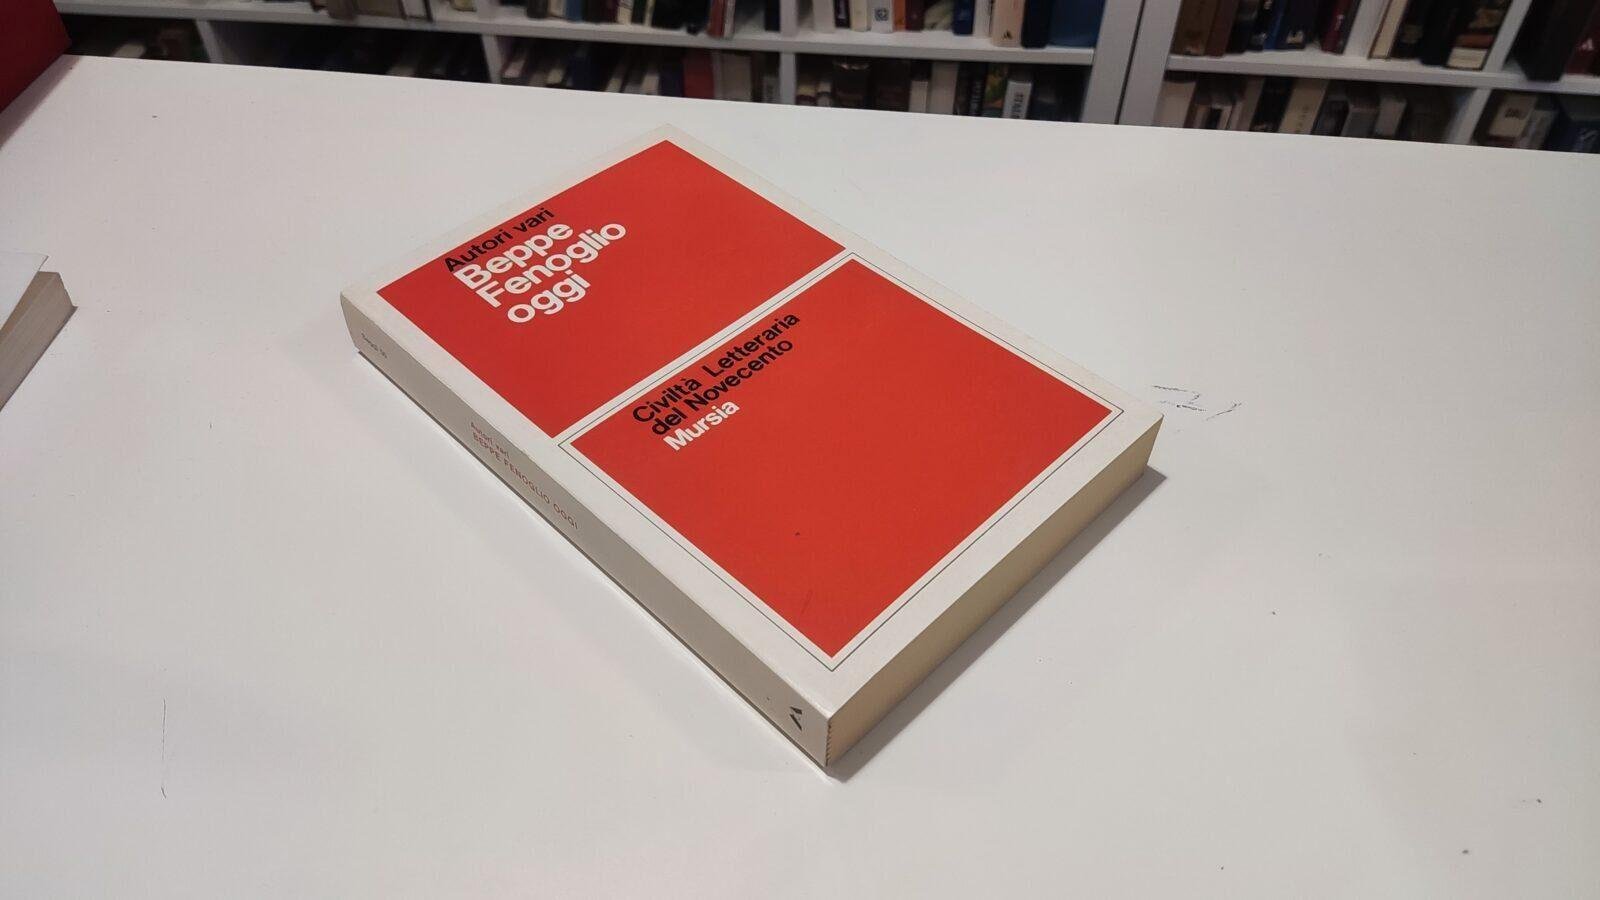 Autori vari
Beppe
Fenoglio
oggi
Civiltà Letteraria
del Novecento
Mursia
Autori vari
BEPPE FENOGLIO OGGI